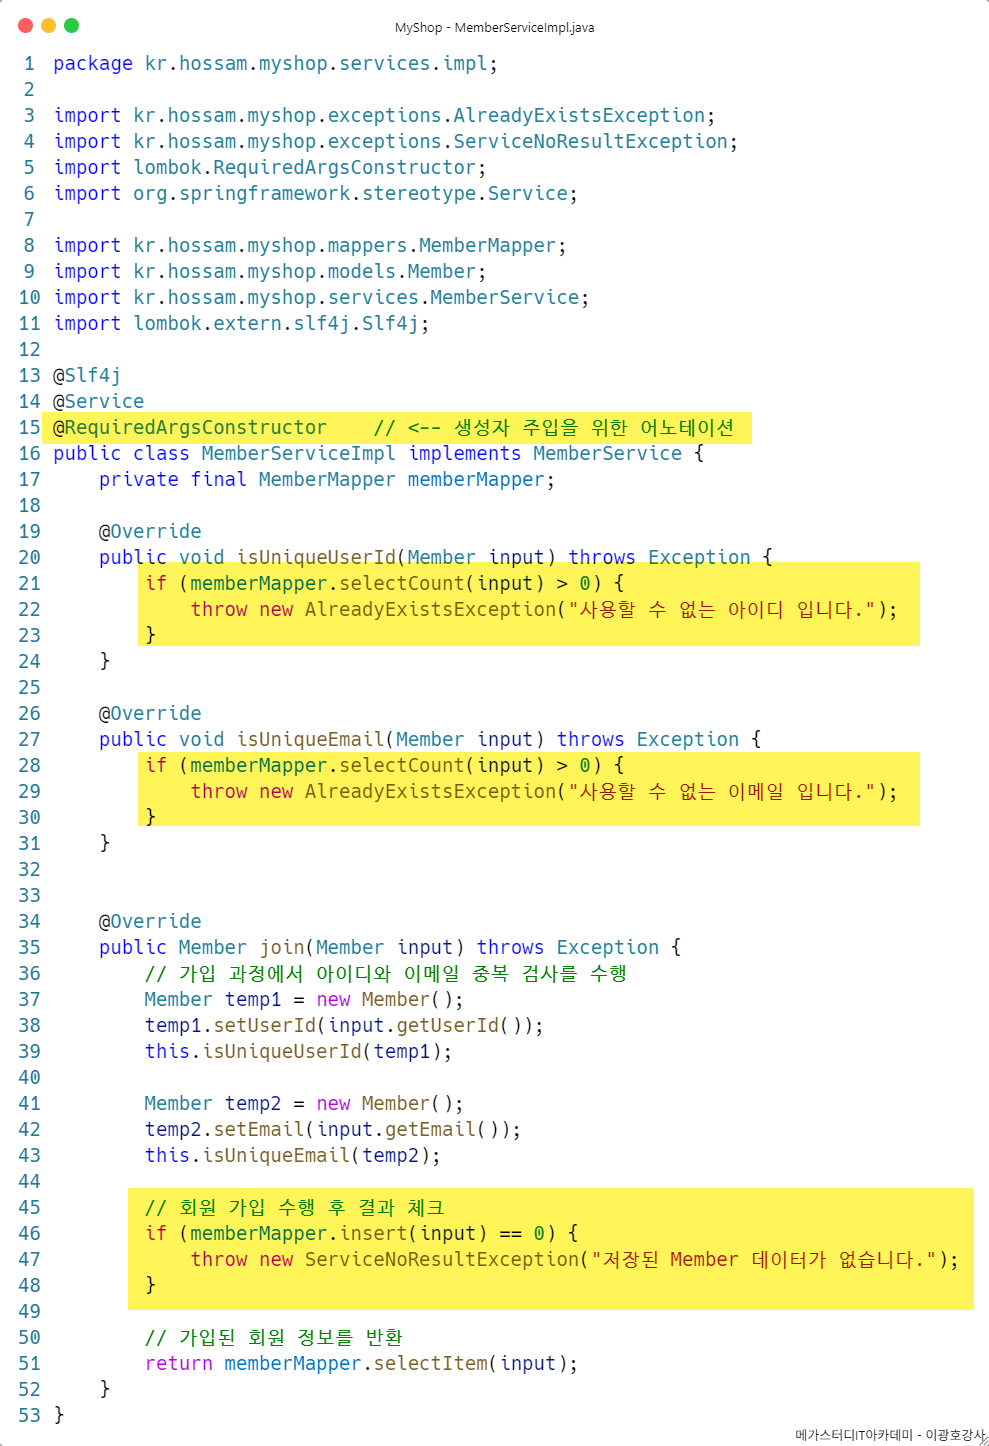 MyShop - MemberServiceImpl.java
1 package kr.hossam.myshop.services.impl;
2
3 import kr.hossam.myshop.exceptions.AlreadyExistsException;
4 import kr.hossam.myshop.exceptions.ServiceNoResultException;
5 import lombok.RequiredArgsConstructor;
6 import org.springframework.stereotype.Service;
7
8 import kr.hossam.myshop.mappers.MemberMapper;
9 import kr.hossam.myshop.models.Member;
10 import kr.hossam.myshop.services.MemberService;
11 import lombok.extern.slf4j.Slf4j;
12
13 @Slf4j
14 @Service
15 @RequiredArgsConstructor    // <-- 생성자 주입을 위한 어노테이션
16 public class MemberServiceImpl implements MemberService {
17     private final MemberMapper memberMapper;
18
19     @Override
20     public void isUniqueUserId(Member input) throws Exception {
21         if (memberMapper.selectCount(input) > 0) {
22             throw new AlreadyExistsException("사용할 수 없는 아이디 입니다.");
23         }
24     }
25
26     @Override
27     public void isUniqueEmail(Member input) throws Exception {
28         if (memberMapper.selectCount(input) > 0) {
29             throw new AlreadyExistsException("사용할 수 없는 이메일 입니다.");
30         }
31     }
32
33
34     @Override
35     public Member join(Member input) throws Exception {
36         // 가입 과정에서 아이디와 이메일 중복 검사를 수행
37         Member temp1 = new Member();
38         temp1.setUserId(input.getUserId());
39         this.isUniqueUserId(temp1);
40
41         Member temp2 = new Member();
42         temp2.setEmail(input.getEmail());
43         this.isUniqueEmail(temp2);
44
45         // 회원 가입 수행 후 결과 체크
46         if (memberMapper.insert(input) == 0) {
47             throw new ServiceNoResultException("저장된 Member 데이터가 없습니다.");
48         }
49
50         // 가입된 회원 정보를 반환
51         return memberMapper.selectItem(input);
52     }
53 }
메가스터디IT아카데미 - 이광호강사